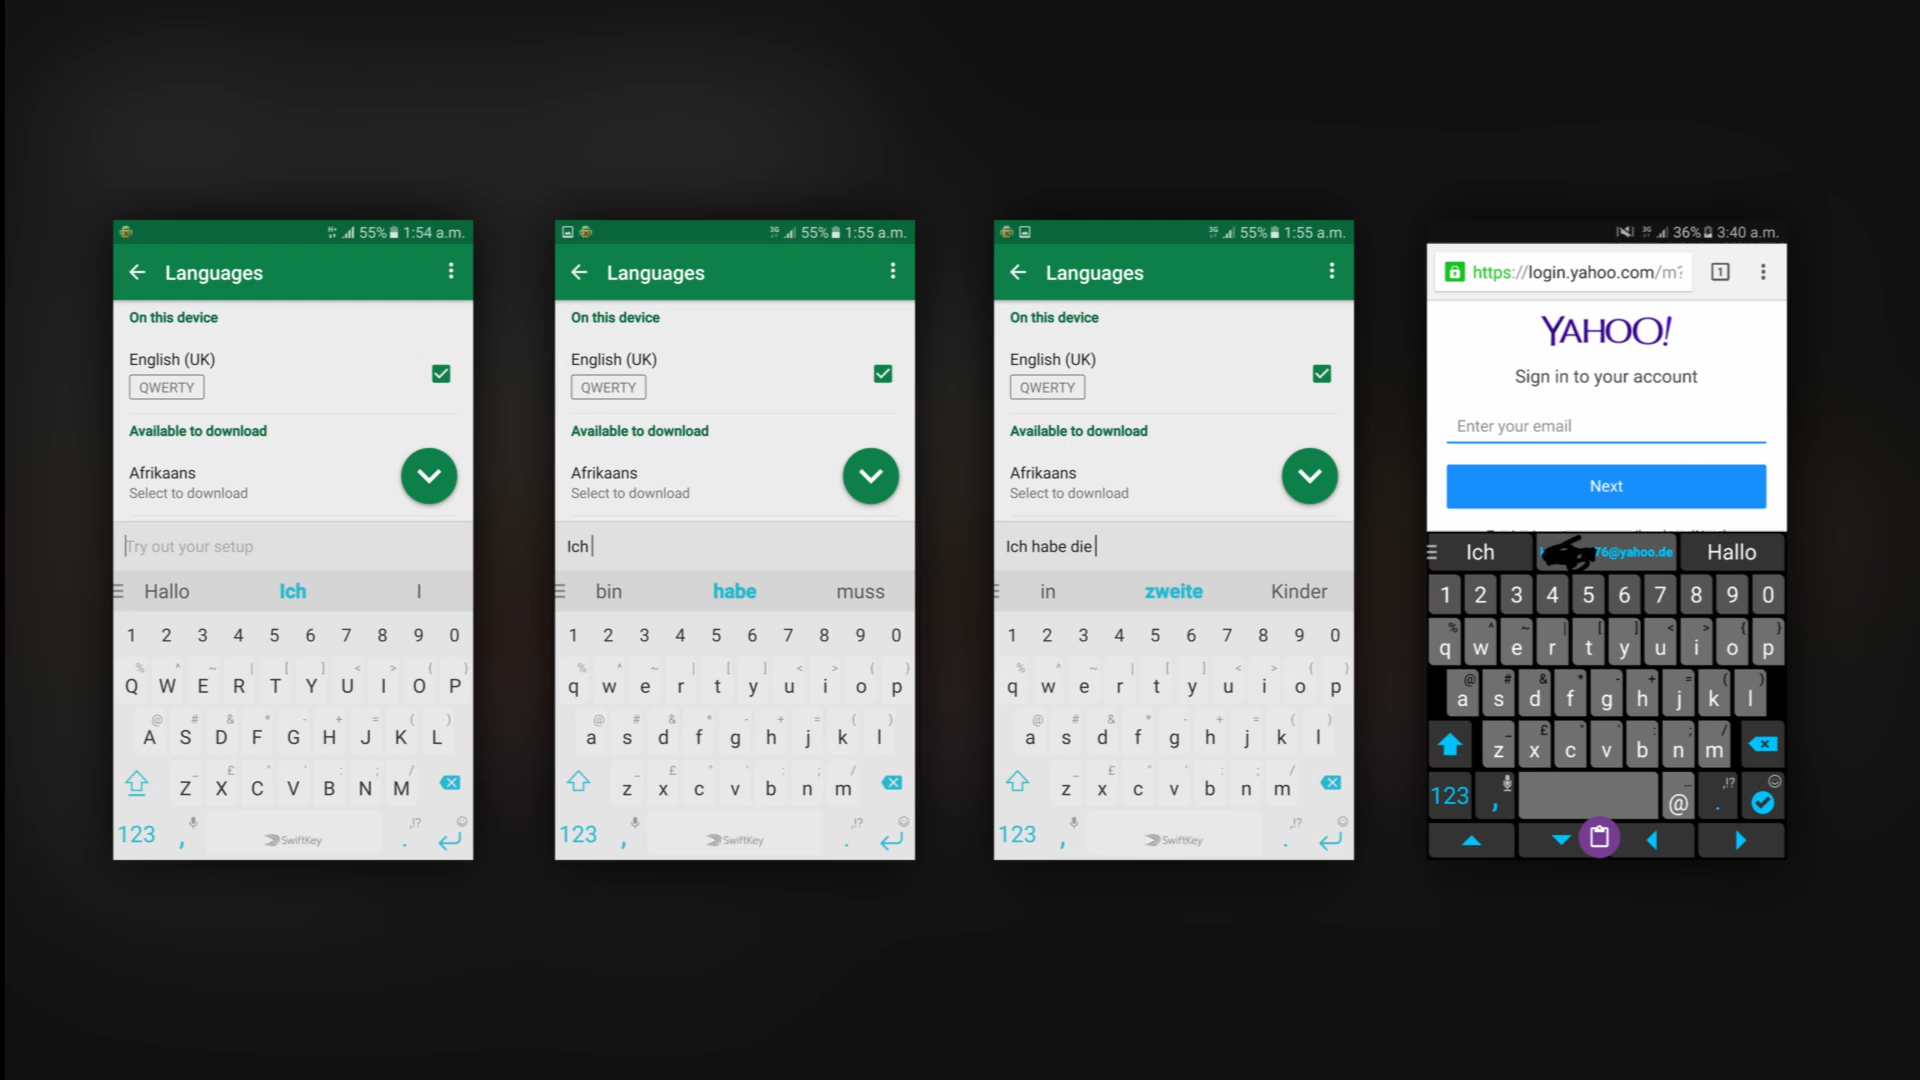 55% 1:54 a.m.
Languages
On this device
English (UK)
QWERTY
Available to download
Afrikaans
Select to download
Try out your setup
Hallo Ich I
1 2 3 4 5 6 7 8 9 0
% ^ ~ | [ ] < > { }
Q W E R T Y U I O P
@ # & * - + = ( )
A S D F G H J K L
_ £ " ' : ; /
Z X C V B N M
123 , SwiftKey . ,!?
55% 1:55 a.m.
Languages
On this device
English (UK)
QWERTY
Available to download
Afrikaans
Select to download
Ich
bin habe muss
1 2 3 4 5 6 7 8 9 0
% ^ ~ | [ ] < > { }
q w e r t y u i o p
@ # & * - + = ( )
a s d f g h j k l
_ £ " ' : ; /
z x c v b n m
123 , SwiftKey . ,!?
3G 55% 1:55 a.m.
Languages
On this device
English (UK)
QWERTY
Available to download
Afrikaans
Select to download
Ich habe die
in zweite Kinder
1 2 3 4 5 6 7 8 9 0
% ^ ~ | [ ] < > { }
q w e r t y u i o p
@ # & * - + = ( )
a s d f g h j k l
_ £ " ' : ; /
z x c v b n m
123 , SwiftKey . ,!?
36% 3:40 a.m.
https://login.yahoo.com/m? 1
YAHOO!
Sign in to your account
Enter your email
Next
Ich 76@yahoo.de Hallo
1 2 3 4 5 6 7 8 9 0
% ^ ~ | [ ] < > { }
q w e r t y u i o p
@ # & * - + = ( )
a s d f g h j k l
_ £ " ' : ; /
z x c v b n m
123 , @ . ,!?